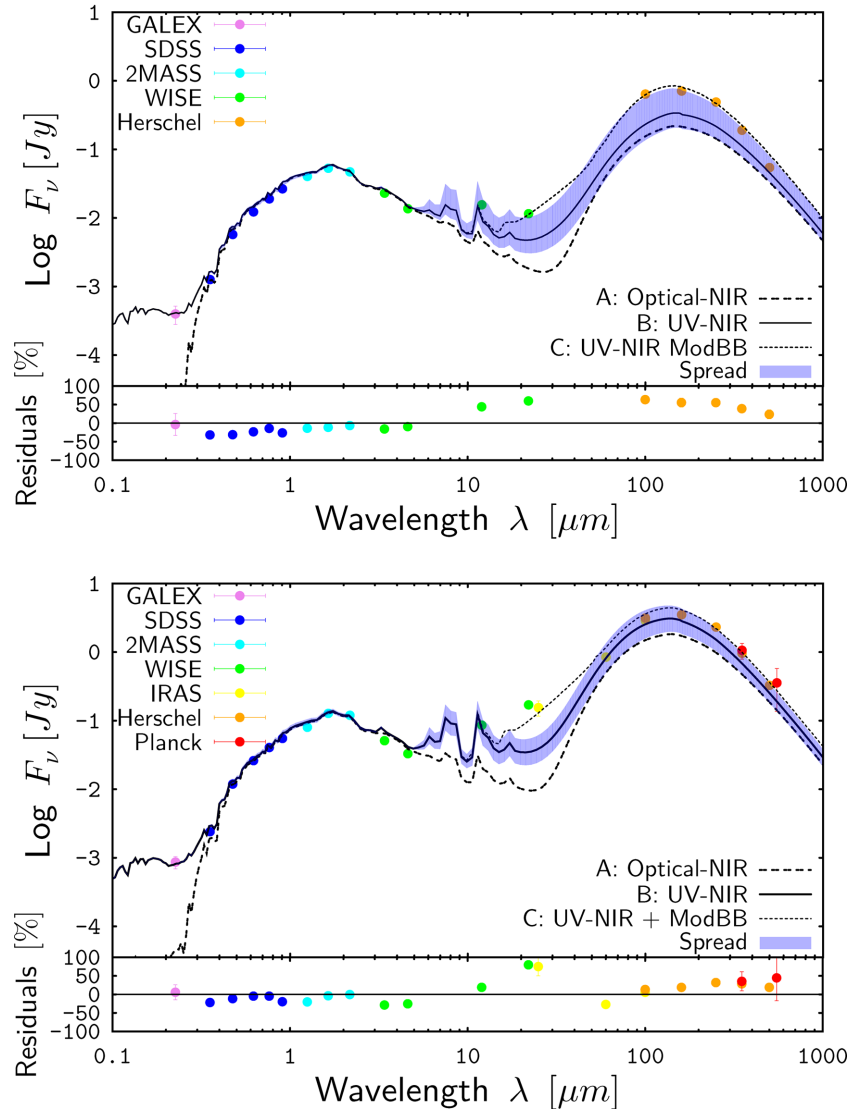 GALEX
SDSS
2MASS
WISE
Herschel
1
0
−1
−2
−3
−4
Log Fν [Jy]
A: Optical-NIR
B: UV-NIR
C: UV-NIR ModBB
Spread
Residuals [%]
100
50
0
−50
−100
0.1 1 10 100 1000
Wavelength λ [μm]
GALEX
SDSS
2MASS
WISE
IRAS
Herschel
Planck
1
0
−1
−2
−3
−4
Log Fν [Jy]
A: Optical-NIR
B: UV-NIR
C: UV-NIR + ModBB
Spread
Residuals [%]
100
50
0
−50
−100
0.1 1 10 100 1000
Wavelength λ [μm]